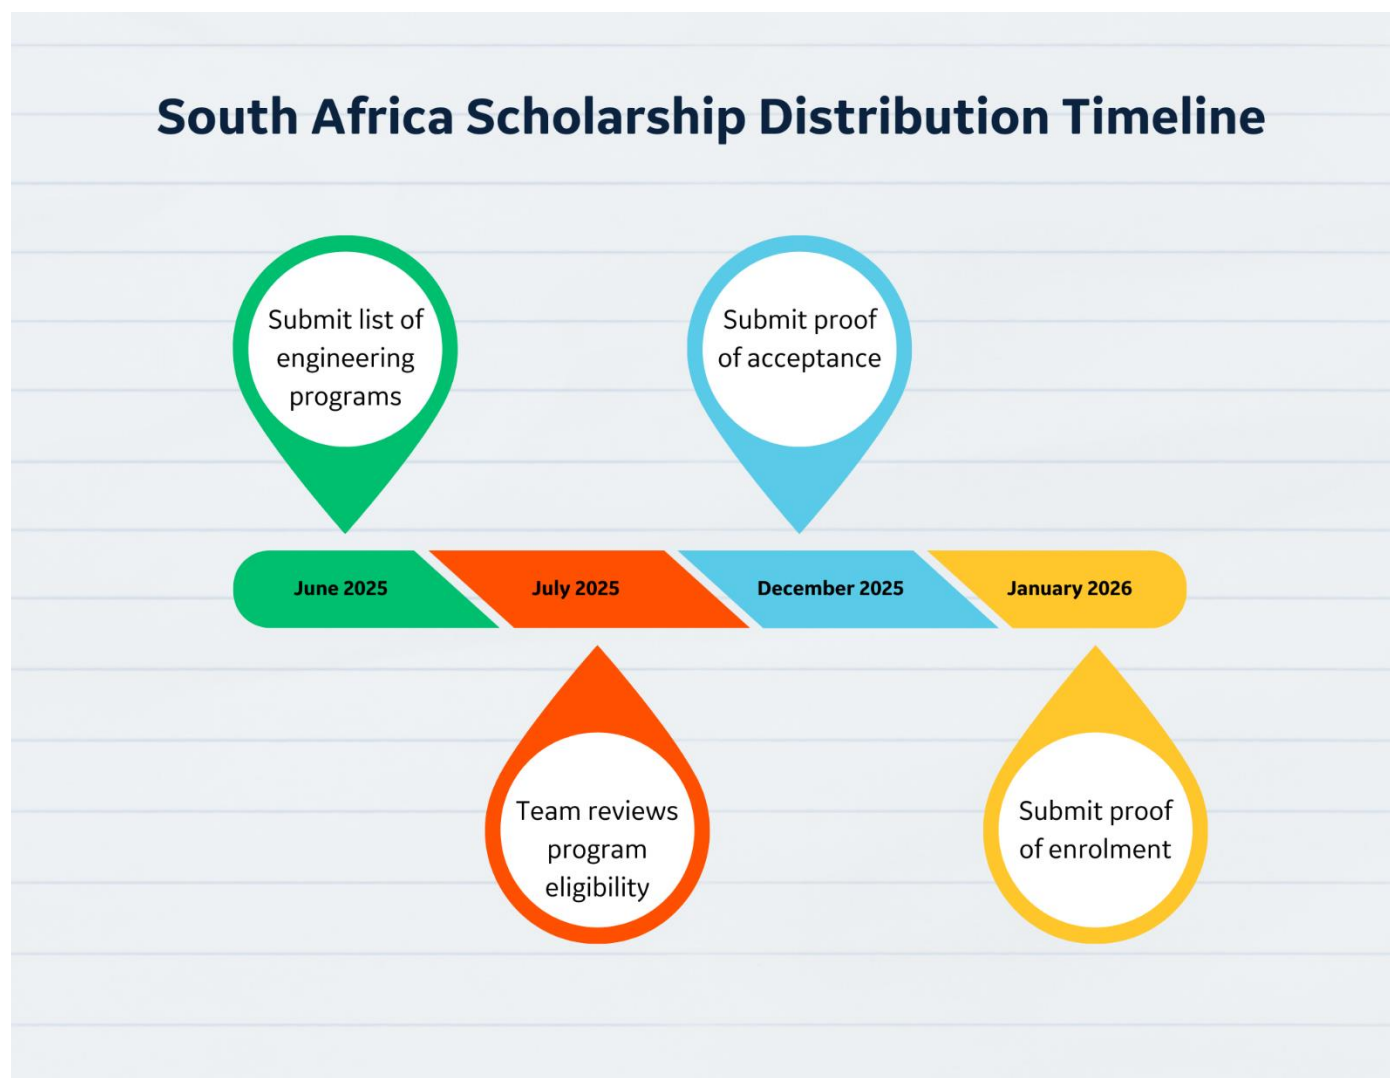 South Africa Scholarship Distribution Timeline
Submit list of
engineering
programs
Submit proof
of acceptance
June 2025
July 2025
December 2025
January 2026
Team reviews
program
eligibility
Submit proof
of enrolment